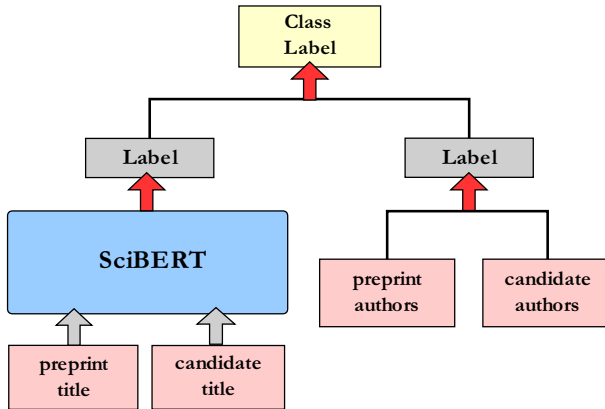 Class
Label
Label
Label
SciBERT
preprint
authors
candidate
authors
preprint
title
candidate
title